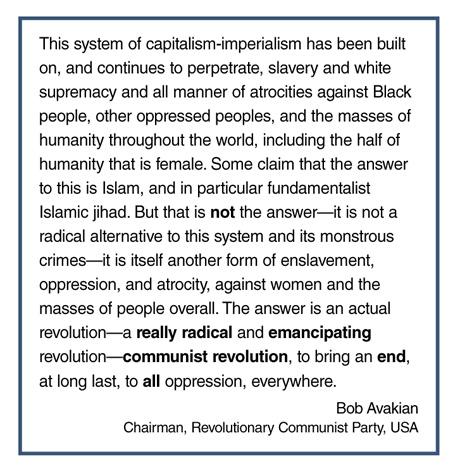 This system of capitalism-imperialism has been built
on, and continues to perpetrate, slavery and white
supremacy and all manner of atrocities against Black
people, other oppressed peoples, and the masses of
humanity throughout the world, including the half of
humanity that is female. Some claim that the answer
to this is Islam, and in particular fundamentalist
Islamic jihad. But that is not the answer—it is not a
radical alternative to this system and its monstrous
crimes—it is itself another form of enslavement,
oppression, and atrocity, against women and the
masses of people overall. The answer is an actual
revolution—a really radical and emancipating
revolution—communist revolution, to bring an end,
at long last, to all oppression, everywhere.
Bob Avakian
Chairman, Revolutionary Communist Party, USA